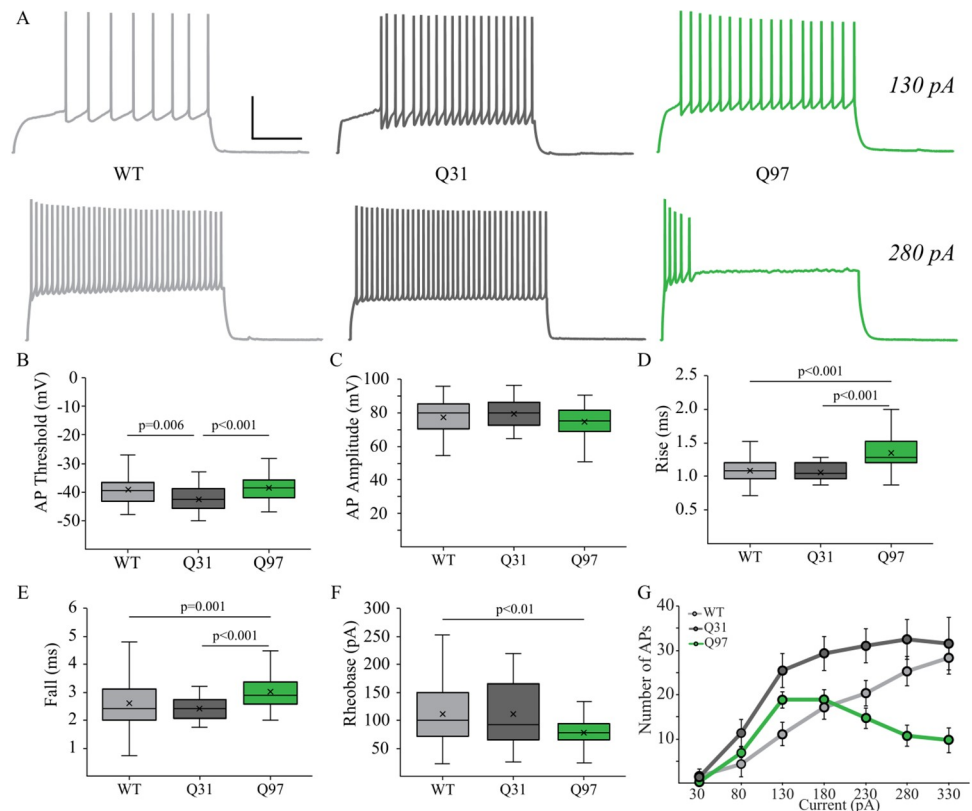 A
130 pA
WT Q31 Q97
280 pA
B
AP Threshold (mV)
0
-10
-20
-30
-40
-50
p=0.006 p<0.001
WT Q31 Q97
C
AP Amplitude (mV)
100
80
60
40
20
WT Q31 Q97
D
Rise (ms)
2.5
2.0
1.5
1.0
0.5
p<0.001
p<0.001
WT Q31 Q97
E
Fall (ms)
6
5
4
3
2
1
p=0.001
p<0.001
WT Q31 Q97
F
Rheobase (pA)
300
250
200
150
100
50
p<0.01
WT Q31 Q97
G
Number of APs
40
30
20
10
WT
Q31
Q97
30 80 130 180 230 280 330
Current (pA)